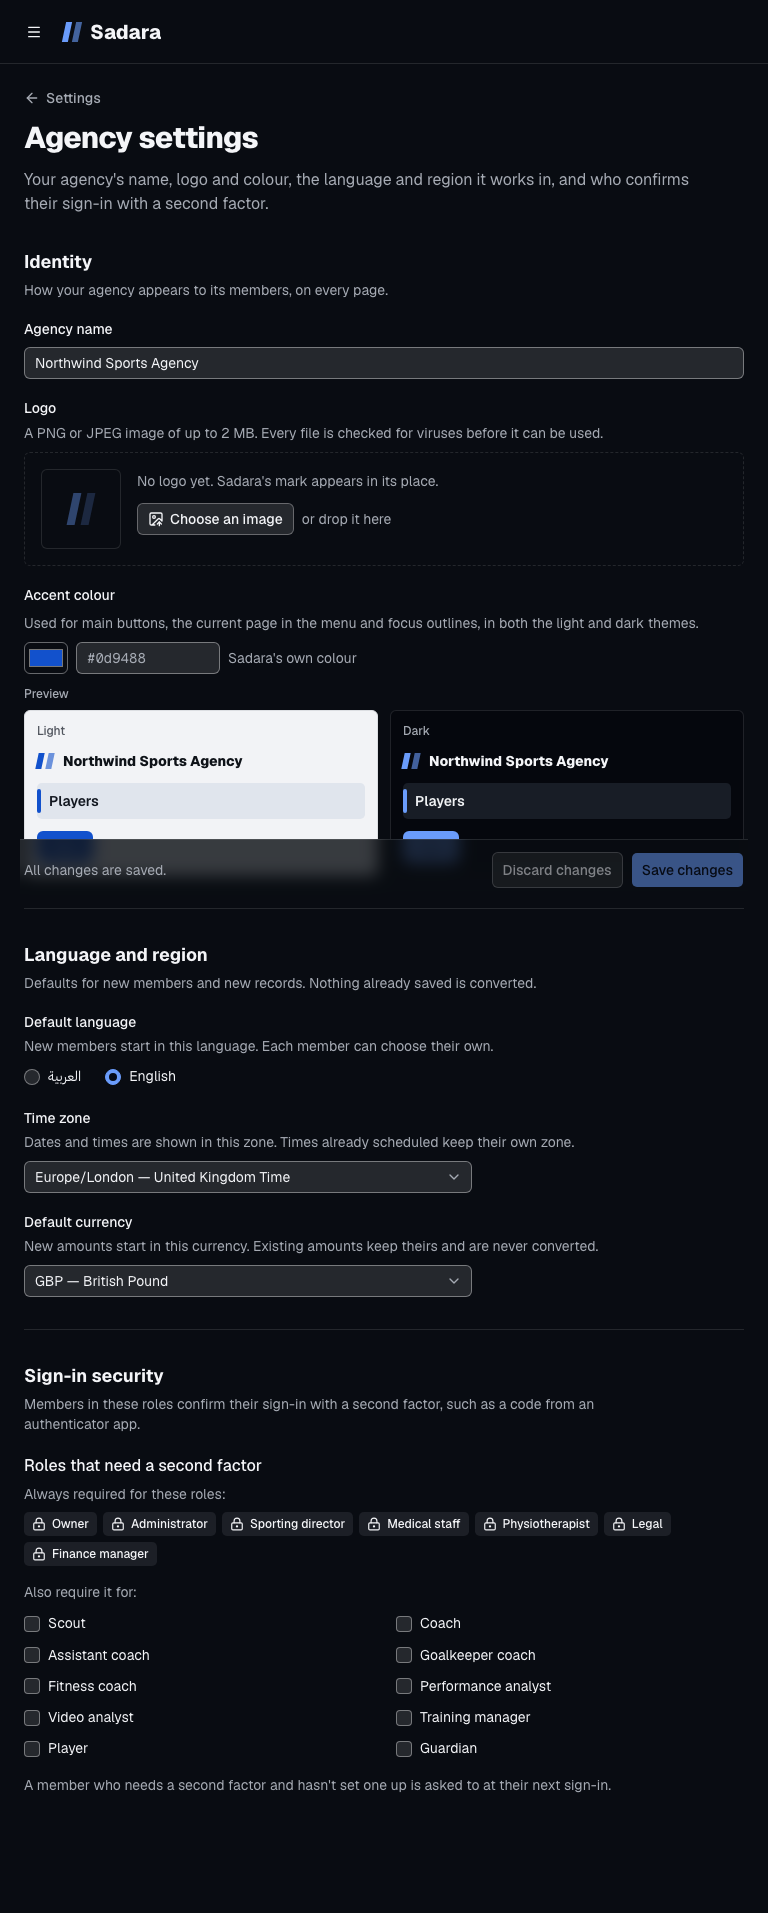 Sadara
Settings
Agency settings
Your agency's name, logo and colour, the language and region it works in, and who confirms
their sign-in with a second factor.
Identity
How your agency appears to its members, on every page.
Agency name
Northwind Sports Agency
Logo
A PNG or JPEG image of up to 2 MB. Every file is checked for viruses before it can be used.
No logo yet. Sadara's mark appears in its place.
Choose an image or drop it here
Accent colour
Used for main buttons, the current page in the menu and focus outlines, in both the light and dark themes.
#0d9488 Sadara's own colour
Preview
Light
Northwind Sports Agency
Players
Dark
Northwind Sports Agency
Players
All changes are saved. Discard changes Save changes
Language and region
Defaults for new members and new records. Nothing already saved is converted.
Default language
New members start in this language. Each member can choose their own.
العربية English
Time zone
Dates and times are shown in this zone. Times already scheduled keep their own zone.
Europe/London — United Kingdom Time
Default currency
New amounts start in this currency. Existing amounts keep theirs and are never converted.
GBP — British Pound
Sign-in security
Members in these roles confirm their sign-in with a second factor, such as a code from an
authenticator app.
Roles that need a second factor
Always required for these roles:
Owner Administrator Sporting director Medical staff Physiotherapist Legal
Finance manager
Also require it for:
Scout Coach
Assistant coach Goalkeeper coach
Fitness coach Performance analyst
Video analyst Training manager
Player Guardian
A member who needs a second factor and hasn't set one up is asked to at their next sign-in.